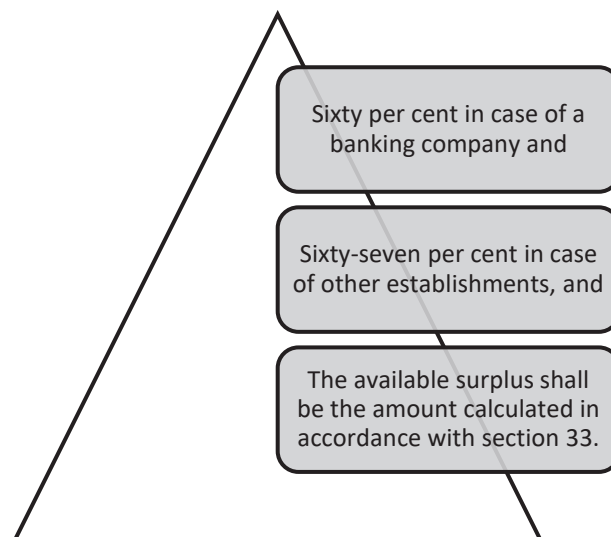 Sixty per cent in case of a
banking company and
Sixty-seven per cent in case
of other establishments, and
The available surplus shall
be the amount calculated in
accordance with section 33.